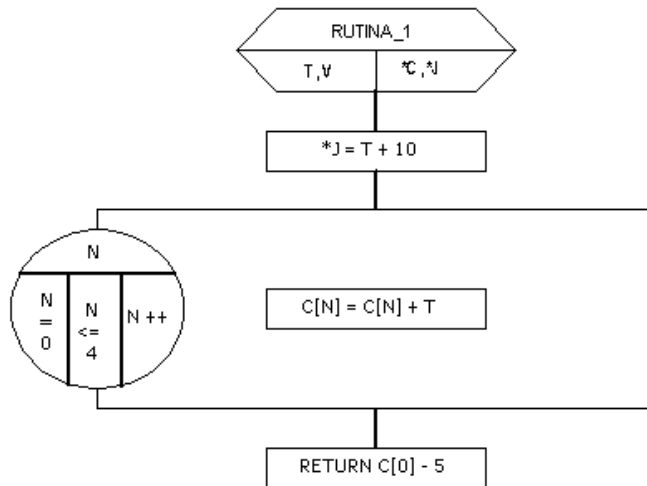 RUTINA_1
T,V
*C,*J
*J = T + 10
N
N
=
0
N
<=
4
N ++
C[N] = C[N] + T
RETURN C[0] - 5